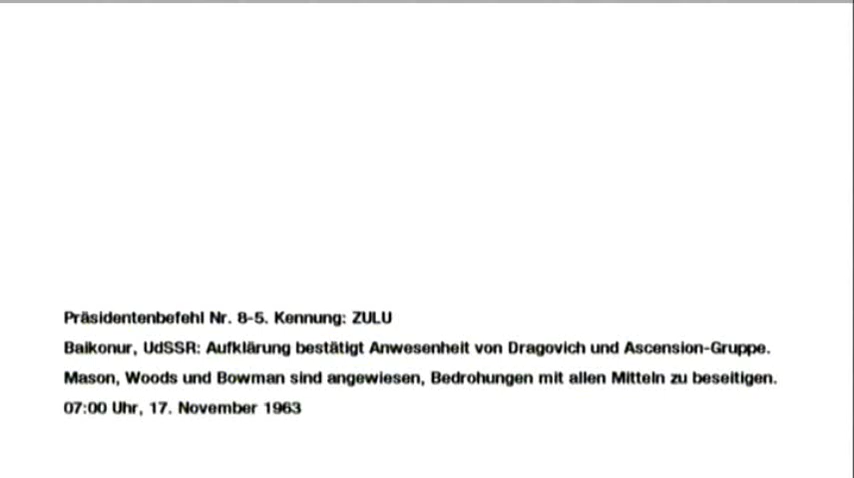 Präsidentenbefehl Nr. 8-5. Kennung: ZULU
Baikonur, UdSSR: Aufklärung bestätigt Anwesenheit von Dragovich und Ascension-Gruppe.
Mason, Woods und Bowman sind angewiesen, Bedrohungen mit allen Mitteln zu beseitigen.
07:00 Uhr, 17. November 1963